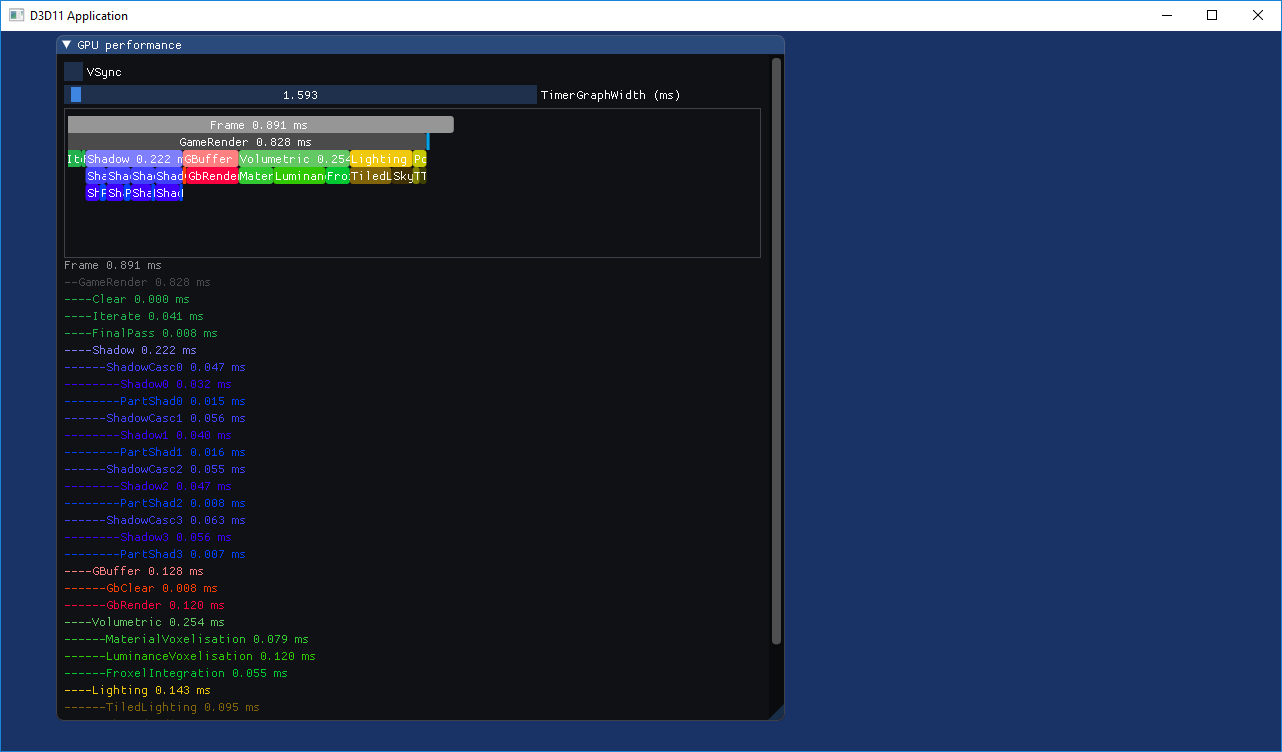 D3D11 Application
GPU performance
VSync
1.593 TimerGraphWidth (ms)
Frame 0.891 ms
GameRender 0.828 ms
Ite Shadow 0.222 m GBuffer Volumetric 0.254 Lighting Po
Sha Sha Shad Shad GbRender Mater Luminan Fro TiledL Sky TT
Sh P Sha P Sha Shad
Frame 0.891 ms
--GameRender 0.828 ms
----Clear 0.000 ms
----Iterate 0.041 ms
----FinalPass 0.008 ms
----Shadow 0.222 ms
------ShadowCasc0 0.047 ms
--------Shadow0 0.032 ms
--------PartShad0 0.015 ms
------ShadowCasc1 0.056 ms
--------Shadow1 0.040 ms
--------PartShad1 0.016 ms
------ShadowCasc2 0.055 ms
--------Shadow2 0.047 ms
--------PartShad2 0.008 ms
------ShadowCasc3 0.063 ms
--------Shadow3 0.056 ms
--------PartShad3 0.007 ms
----GBuffer 0.128 ms
------GbClear 0.008 ms
------GbRender 0.120 ms
----Volumetric 0.254 ms
------MaterialVoxelisation 0.079 ms
------LuminanceVoxelisation 0.120 ms
------FroxelIntegration 0.055 ms
----Lighting 0.143 ms
------TiledLighting 0.095 ms